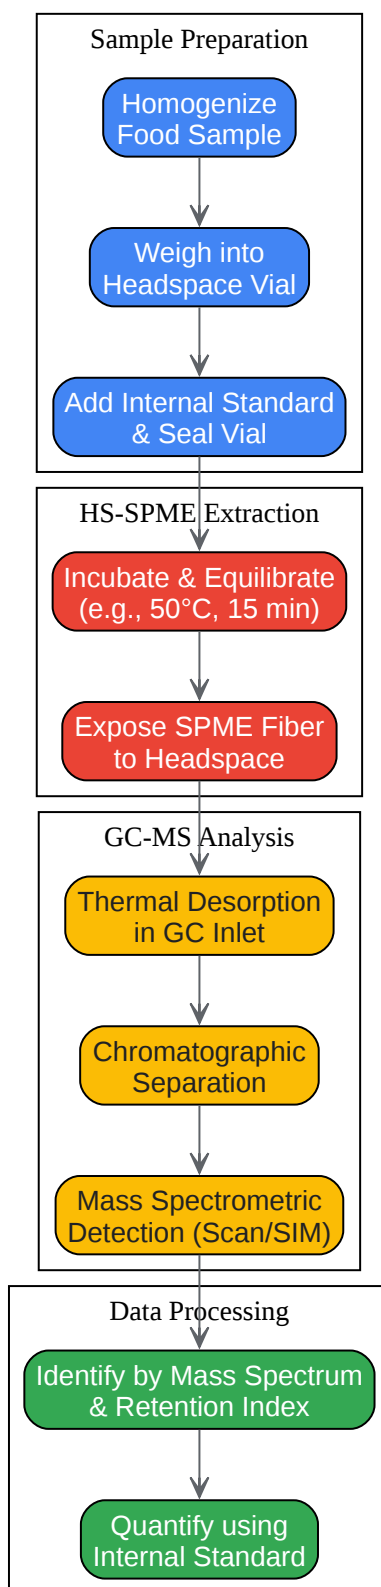 Sample Preparation
Homogenize
Food Sample
Weigh into
Headspace Vial
Add Internal Standard
& Seal Vial
HS-SPME Extraction
Incubate & Equilibrate
(e.g., 50°C, 15 min)
Expose SPME Fiber
to Headspace
GC-MS Analysis
Thermal Desorption
in GC Inlet
Chromatographic
Separation
Mass Spectrometric
Detection (Scan/SIM)
Data Processing
Identify by Mass Spectrum
& Retention Index
Quantify using
Internal Standard